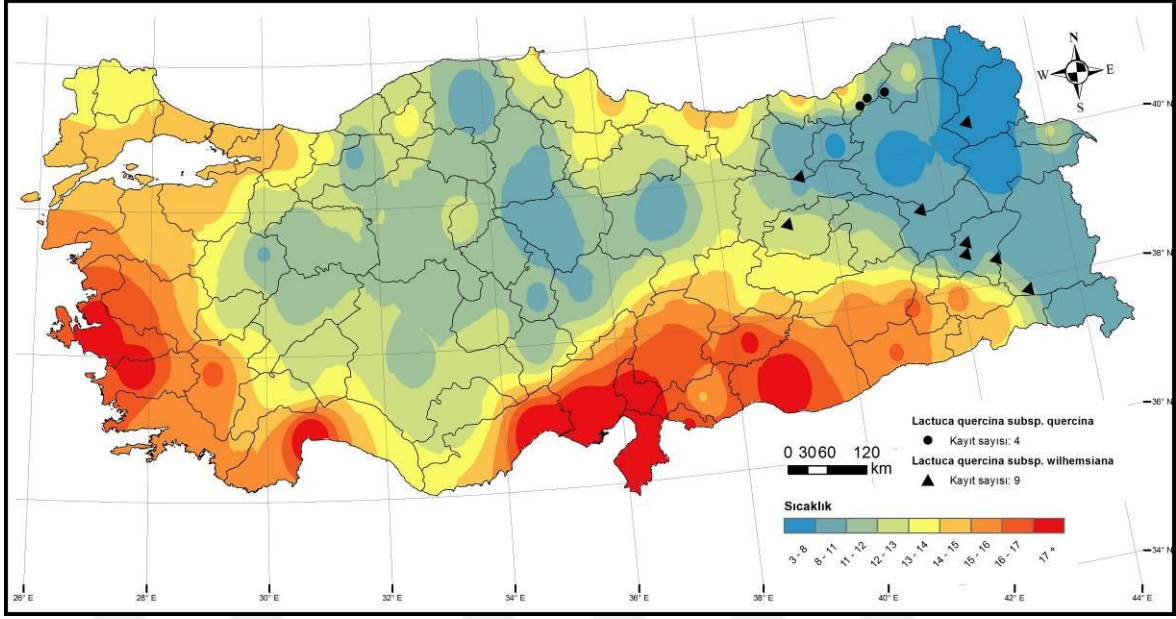 N
W E
S
40° N
38° N
36° N
34° N
Lactuca quercina subsp. quercina
Kayıt sayısı: 4
Lactuca quercina subsp. wilhemsiana
Kayıt sayısı: 9
0 30 60 120
km
Sıcaklık
3 - 8 8 - 11 11 - 12 12 - 13 13 - 14 14 - 15 15 - 16 16 - 17 17 +
26° E 28° E 30° E 32° E 34° E 36° E 38° E 40° E 42° E 44° E